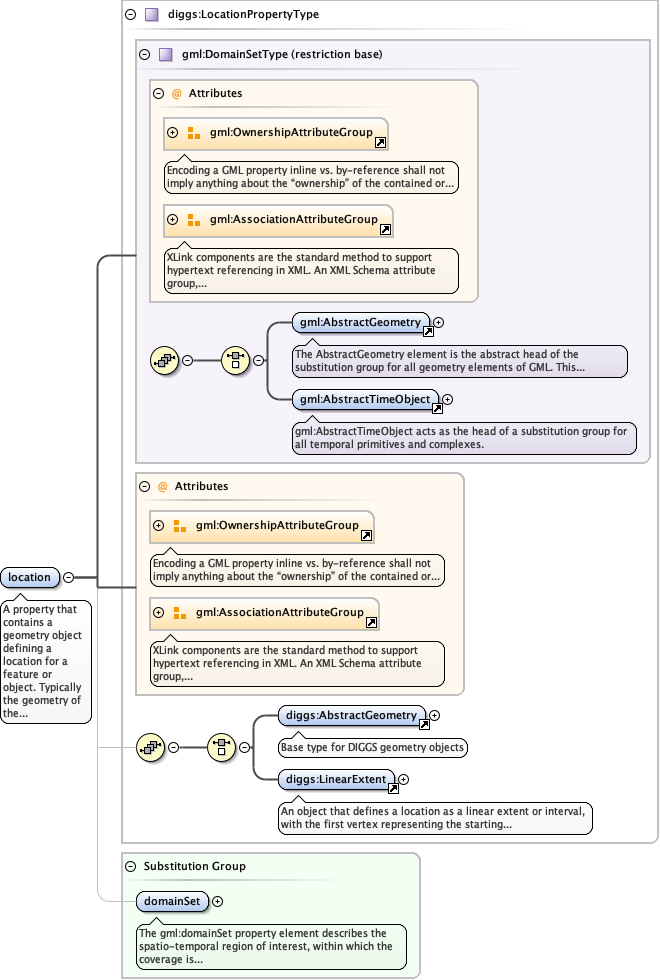 diggs:LocationPropertyType
gml:DomainSetType (restriction base)
@ Attributes
gml:OwnershipAttributeGroup
Encoding a GML property inline vs. by-reference shall not
imply anything about the “ownership” of the contained or...
gml:AssociationAttributeGroup
XLink components are the standard method to support
hypertext referencing in XML. An XML Schema attribute
group,...
gml:AbstractGeometry
The AbstractGeometry element is the abstract head of the
substitution group for all geometry elements of GML. This...
gml:AbstractTimeObject
gml:AbstractTimeObject acts as the head of a substitution group for
all temporal primitives and complexes.
@ Attributes
gml:OwnershipAttributeGroup
Encoding a GML property inline vs. by-reference shall not
imply anything about the “ownership” of the contained or...
gml:AssociationAttributeGroup
XLink components are the standard method to support
hypertext referencing in XML. An XML Schema attribute
group,...
location
A property that
contains a
geometry object
defining a
location for a
feature or
object. Typically
the geometry of
the...
diggs:AbstractGeometry
Base type for DIGGS geometry objects
diggs:LinearExtent
An object that defines a location as a linear extent or interval,
with the first vertex representing the starting...
Substitution Group
domainSet
The gml:domainSet property element describes the
spatio-temporal region of interest, within which the
coverage is...